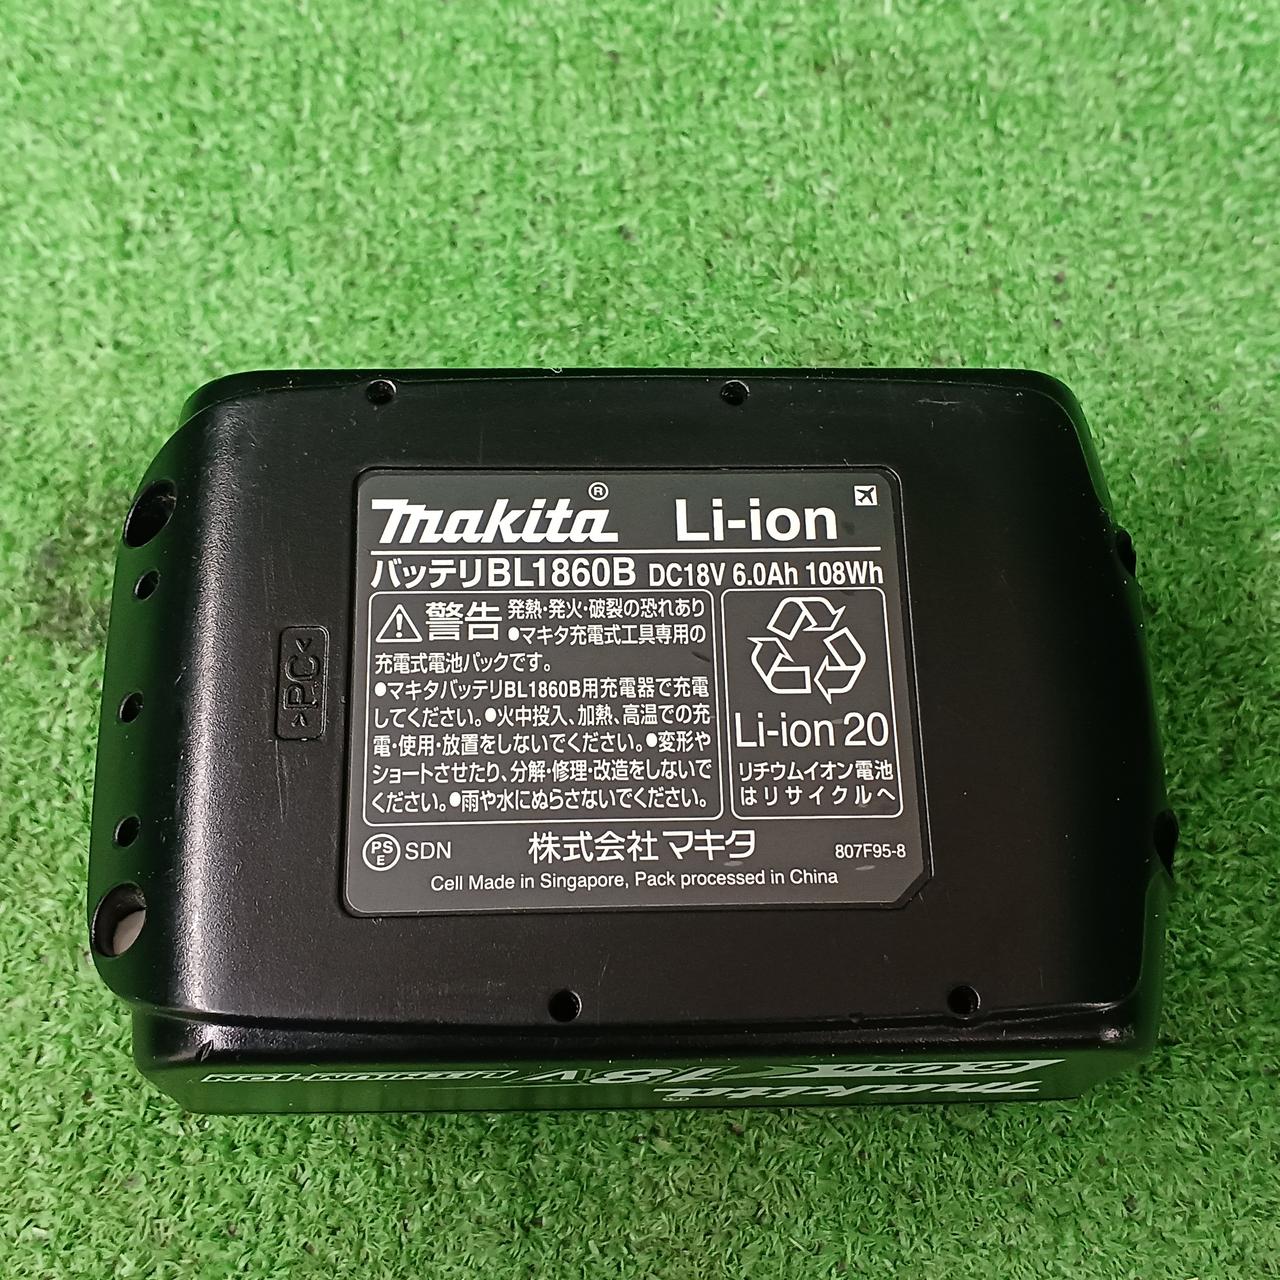 makita® Li-ion
バッテリBL1860B DC18V 6.0Ah 108Wh
警告 発熱・発火・破裂の恐れあり
●マキタ充電式工具専用の
充電式電池パックです。
●マキタバッテリBL1860B用充電器で充電
してください。●火中投入、加熱、高温での充
電・使用・放置をしないでください。●変形や
ショートさせたり、分解・修理・改造をしないで
ください。●雨や水にぬらさないでください。
Li-ion 20
リチウムイオン電池
はリサイクルへ
PSE SDN 株式会社マキタ 807F95-8
Cell Made in Singapore, Pack processed in China
>PC<
makita
LITHIUM-ION 18V 6.0Ah